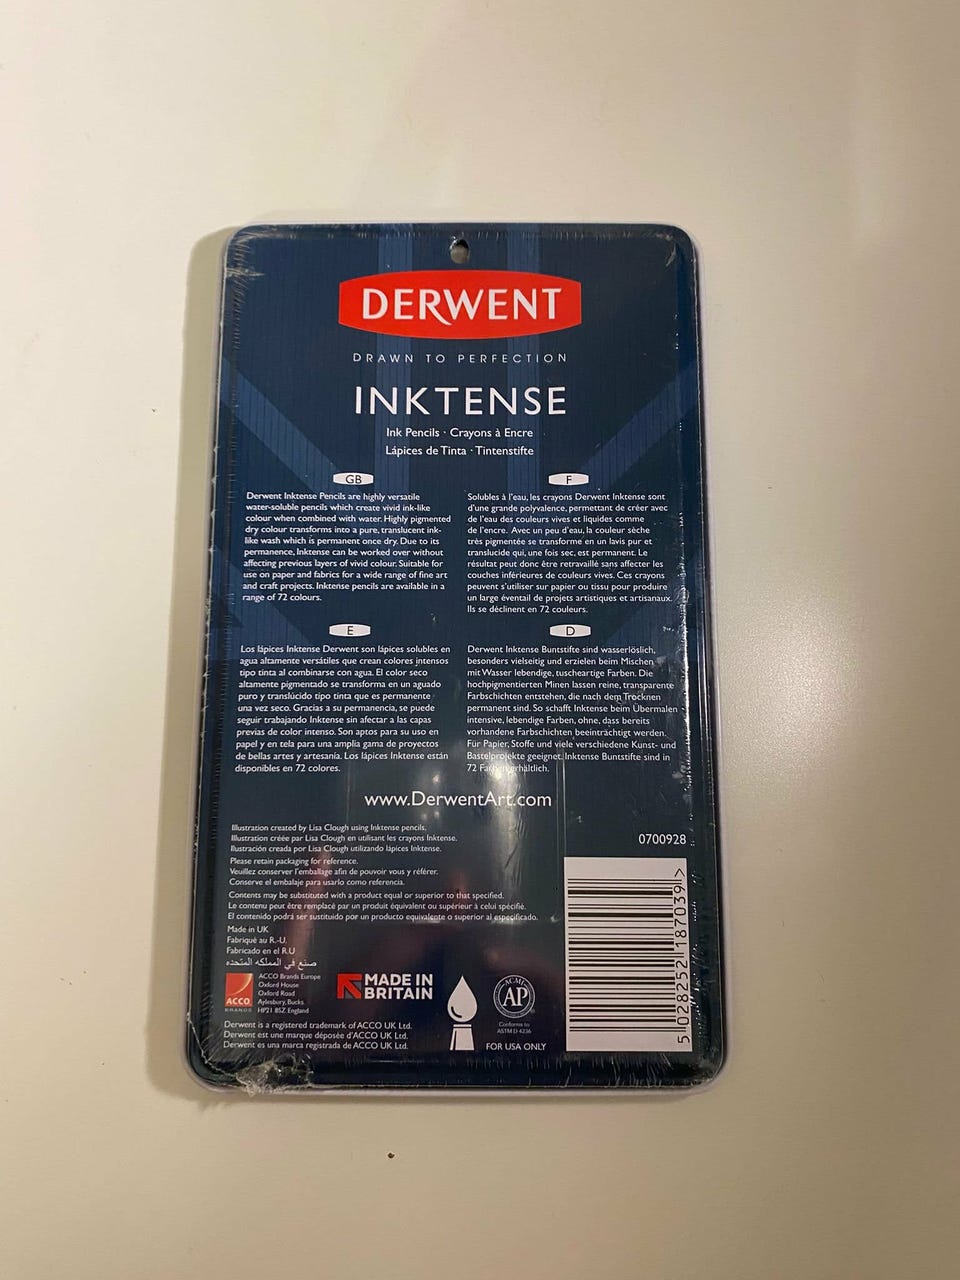 DERWENT
DRAWN TO PERFECTION
INKTENSE
Ink Pencils · Crayons à Encre
Lápices de Tinta · Tintenstifte
GB
Derwent Inktense Pencils are highly versatile
water-soluble pencils which create vivid ink-like
colour when combined with water. Highly pigmented
dry colour transforms into a pure, translucent ink-
like wash which is permanent once dry. Due to its
permanence, Inktense can be worked over without
affecting previous layers of vivid colour. Suitable for
use on paper and fabrics for a wide range of fine art
and craft projects. Inktense pencils are available in a
range of 72 colours.
F
Solubles à l'eau, les crayons Derwent Inktense sont
d'une grande polyvalence, permettant de créer avec
de l'eau des couleurs vives et liquides comme
de l'encre. Avec un peu d'eau, la couleur sèche
très pigmentée se transforme en un lavis pur et
translucide qui, une fois sec, est permanent. Le
résultat peut donc être retravaillé sans affecter les
couches inférieures de couleurs vives. Ces crayons
peuvent s'utiliser sur papier ou tissu pour produire
un large éventail de projets artistiques et artisanaux.
Ils se déclinent en 72 couleurs.
E
Los lápices Inktense Derwent son lápices solubles en
agua altamente versátiles que crean colores intensos
tipo tinta al combinarse con agua. El color seco
altamente pigmentado se transforma en un aguado
puro y translúcido tipo tinta que es permanente
una vez seco. Gracias a su permanencia, se puede
seguir trabajando Inktense sin afectar a las capas
previas de color intenso. Son aptos para su uso en
papel y en tela para una amplia gama de proyectos
de bellas artes y artesanía. Los lápices Inktense están
disponibles en 72 colores.
D
Derwent Inktense Buntstifte sind wasserlöslich,
besonders vielseitig und erzielen beim Mischen
mit Wasser lebendige, tuscheartige Farben. Die
hochpigmentierten Minen lassen reine, transparente
Farbschichten entstehen, die nach dem Trocknen
permanent sind. So schafft Inktense beim Übermalen
intensive, lebendige Farben, ohne, dass bereits
vorhandene Farbschichten beeinträchtigt werden.
Für Papier, Stoffe und viele verschiedene Kunst- und
Bastelprojekte geeignet. Inktense Buntstifte sind in
72 Farben erhältlich.
www.DerwentArt.com
Illustration created by Lisa Clough using Inktense pencils.
Illustration créée par Lisa Clough en utilisant les crayons Inktense.
Ilustración creada por Lisa Clough utilizando lápices Inktense.
Please retain packaging for reference.
Veuillez conserver l'emballage afin de pouvoir vous y référer.
Conserve el embalaje para usarlo como referencia.
Contents may be substituted with a product equal or superior to that specified.
Le contenu peut être remplacé par un produit équivalent ou supérieur à celui spécifié.
El contenido podrá ser sustituido por un producto equivalente o superior al especificado.
Made in UK
Fabriqué au R.-U.
Fabricado en el R.U
صنع في المملكه المتحده
ACCO
BRANDS
ACCO Brands Europe
Oxford House
Oxford Road
Aylesbury, Bucks.
HP21 8SZ. England
MADE IN
BRITAIN
ACMI
AP
Conforms to
ASTM D 4236
FOR USA ONLY
Derwent is a registered trademark of ACCO UK Ltd.
Derwent est une marque déposée d'ACCO UK Ltd.
Derwent es una marca registrada de ACCO UK Ltd.
0700928
5 028252 187039 >